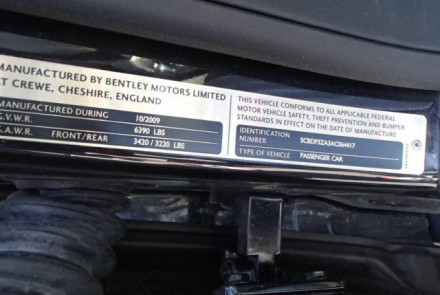 MANUFACTURED BY BENTLEY MOTORS LIMITED
AT CREWE, CHESHIRE, ENGLAND
MANUFACTURED DURING 10/2009
G.V.W.R. 6390 LBS
G.A.W.R. FRONT/REAR 3420 / 3220 LBS
THIS VEHICLE CONFORMS TO ALL APPLICABLE FEDERAL
MOTOR VEHICLE SAFETY, THEFT PREVENTION AND BUMPER
STANDARDS IN EFFECT ON THE DATE OF MANUFACTURE
IDENTIFICATION NUMBER SCBDP3ZA3AC064417
TYPE OF VEHICLE PASSENGER CAR